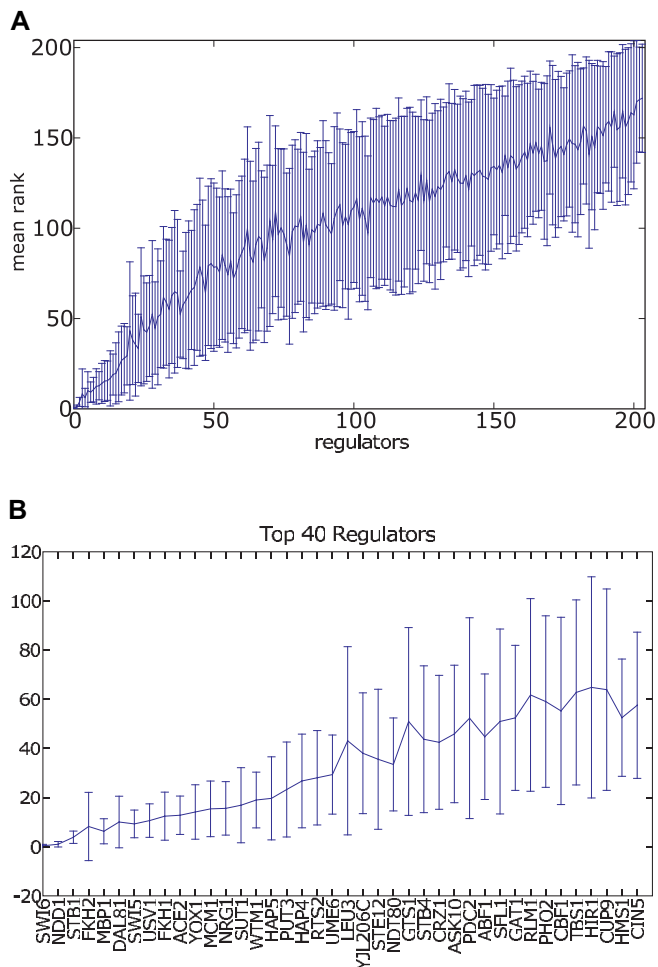 A
200
150
100
50
0
mean rank
0
50
100
150
200
regulators
B
Top 40 Regulators
120
100
80
60
40
20
0
-20
SWI6
NDD1
STB1
FKH2
MBP1
DAL81
SWI5
USV1
FKH1
ACE2
YOX1
MCM1
NRG1
SUT1
WTM1
HAP5
PUT3
HAP4
RTS2
UME6
LEU3
YJL206C
STE12
NDT80
GTS1
STB4
CRZ1
ASK10
PDC2
ABF1
SFL1
GAT1
RLM1
PHO2
CBF1
TBS1
HIR1
CUP9
HMS1
CIN5